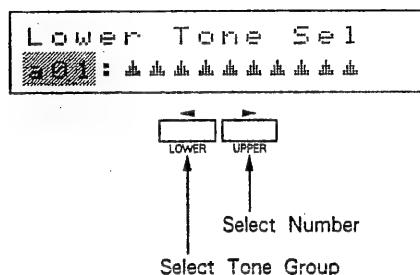 Lower Tone Sel
a01:
LOWER UPPER
Select Number
Select Tone Group